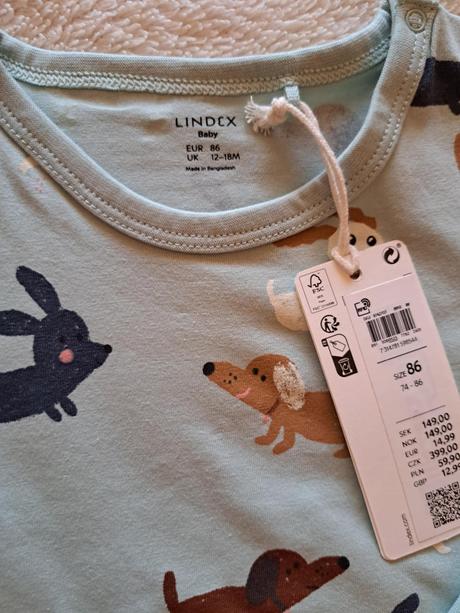 LINDEX
Baby
EUR 86
UK 12-18M
Made in Bangladesh
FSC
SIZE 86
74 - 86
SEK 149,00
NOK 149,00
EUR 14,99
CZK 399,00
PLN 59,90
GBP 12,99
lindex.com